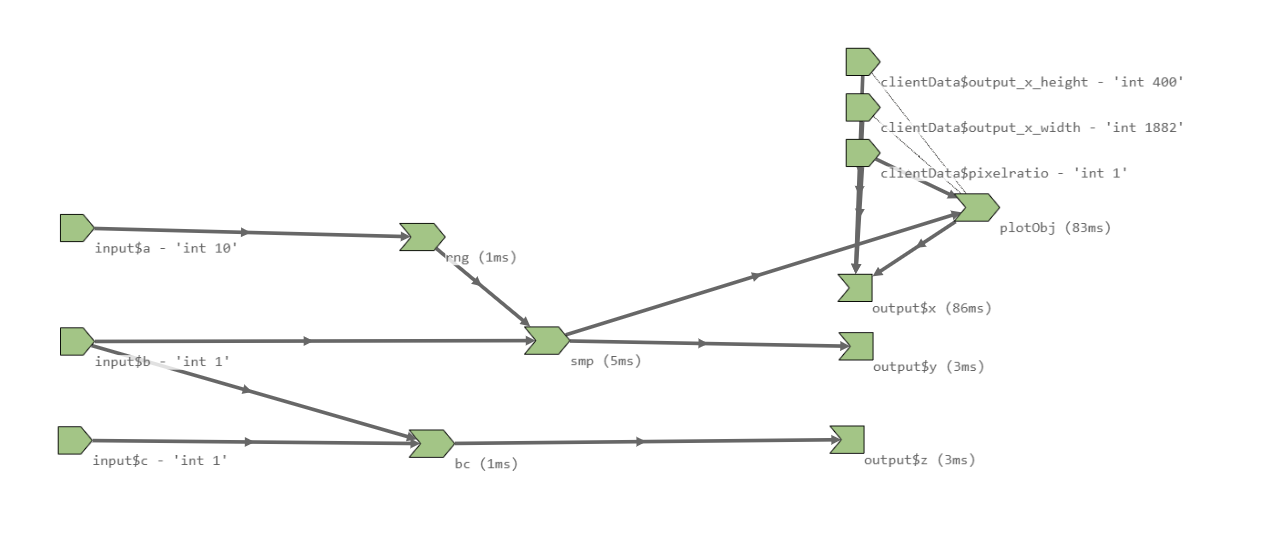 clientData$output_x_height - 'int 400'
clientData$output_x_width - 'int 1882'
clientData$pixelratio - 'int 1'
plotObj (83ms)
input$a - 'int 10'
rng (1ms)
output$x (86ms)
input$b - 'int 1'
smp (5ms)
output$y (3ms)
input$c - 'int 1'
bc (1ms)
output$z (3ms)